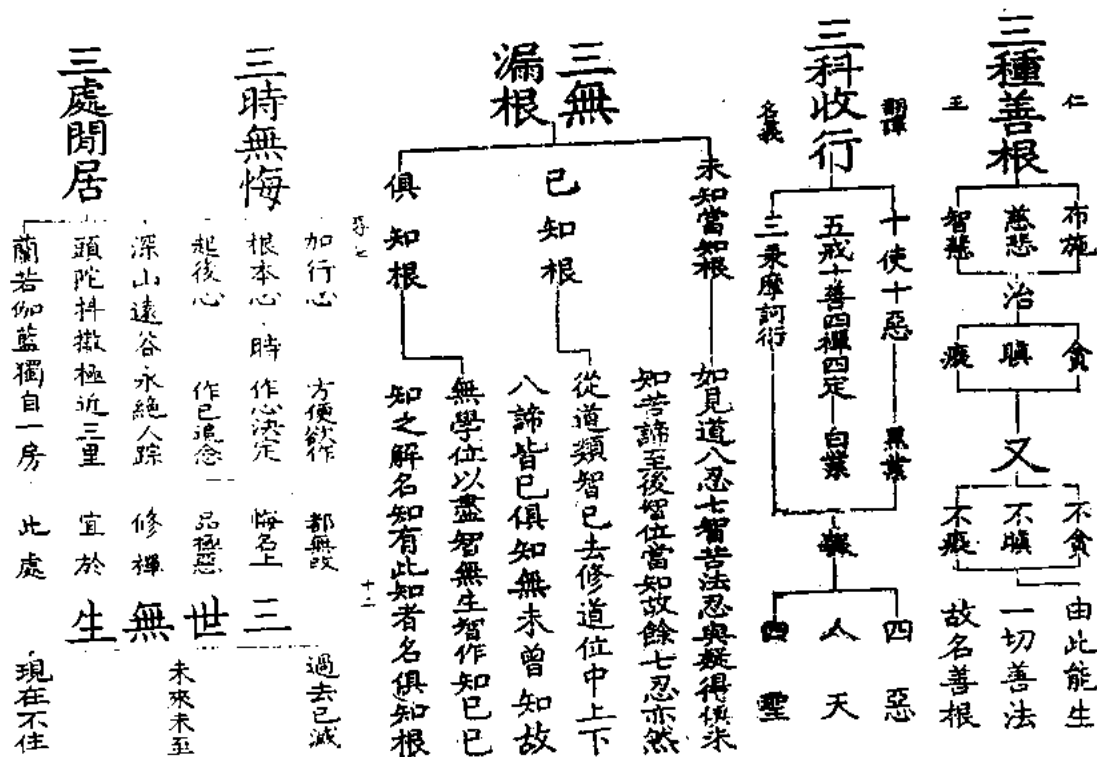 三種善根
仁
王
布施
慈悲
智慧
治
貪
瞋
癡
又
不貪
不瞋
不癡
由此能生
一切善法
故名善根
三科收行
翻譯
名義
十使十惡
黑業
五戒十善四禪四定
白業
三乘摩訶衍
四惡
人天
四聖
三無漏根
未知當知根
如見道八忍七智苦法忍與疑得俱未
知苦諦至後智位當知故餘七忍亦然
已知根
從道類智已去修道位中上下
八諦皆已俱知無未曾知故
俱知根
無學位以盡智無生智作知已已
知之解名知有此知者名俱知根
十二
三時無悔
加行心
方便欲作
都無改
根本心
時
作心決定
悔名上
起後心
作已追念
品極惡
三處閒居
深山遠谷永絕人踪
修禪
頭陀抖擻極近三里
宜於
蘭若伽藍獨自一房
此處
三世無生
過去已滅
未來未至
現在不住